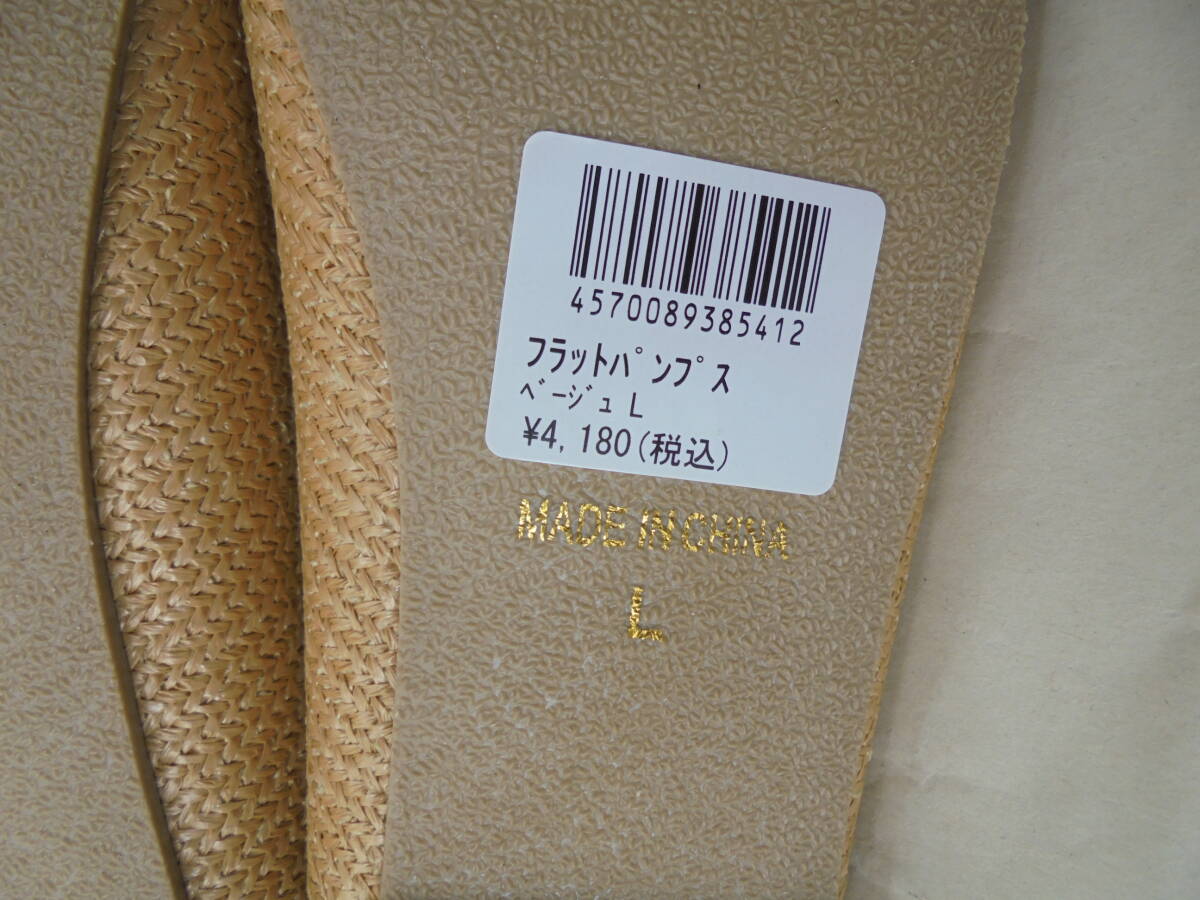 4570089385412
ﾌﾗｯﾄﾊﾟﾝﾌﾟｽ
ﾍﾞｰｼﾞｭ L
¥4,180(税込)
MADE IN CHINA
L